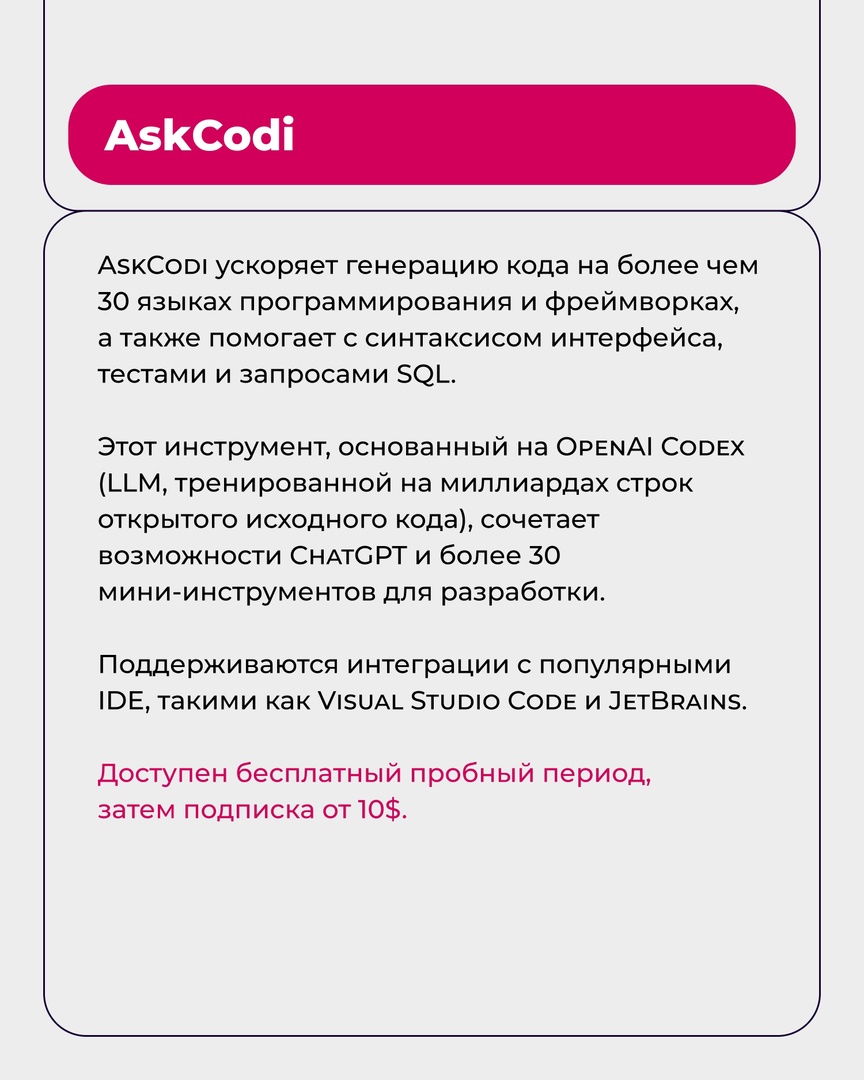 AskCodi
AskCodi ускоряет генерацию кода на более чем
30 языках программирования и фреймворках,
а также помогает с синтаксисом интерфейса,
тестами и запросами SQL.
Этот инструмент, основанный на OpenAI Codex
(LLM, тренированной на миллиардах строк
открытого исходного кода), сочетает
возможности ChatGPT и более 30
мини-инструментов для разработки.
Поддерживаются интеграции с популярными
IDE, такими как Visual Studio Code и JetBrains.
Доступен бесплатный пробный период,
затем подписка от 10$.